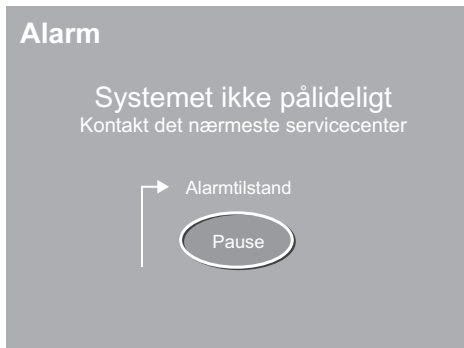 Alarm
Systemet ikke pålideligt
Kontakt det nærmeste servicecenter
Alarmtilstand
Pause